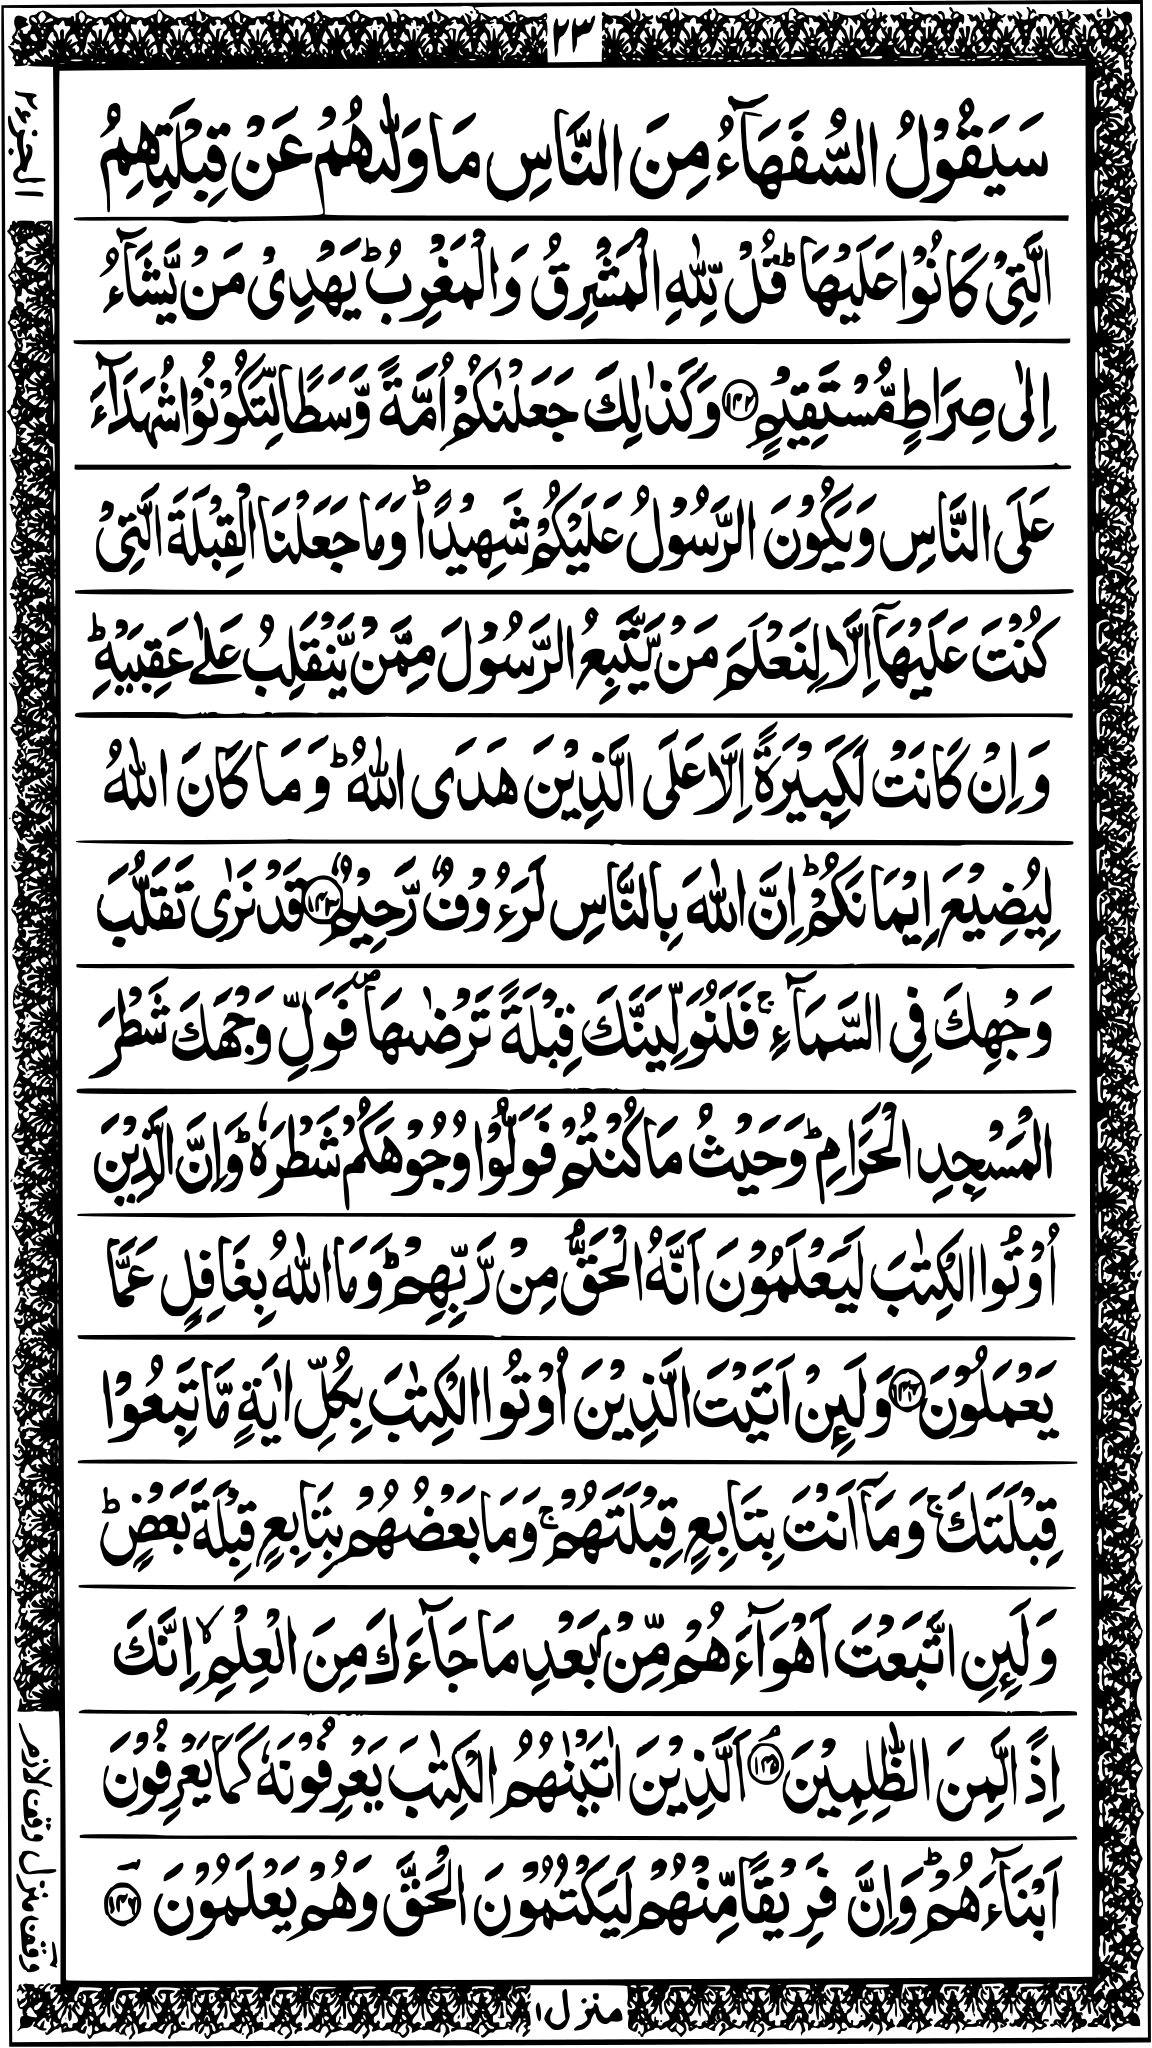 ٢٣
الجزء ٢
سَيَقُوْلُ السُّفَهَآءُ مِنَ النَّاسِ مَا وَلّٰىهُمْ عَنْ قِبْلَتِهِمُ
الَّتِىْ كَانُوْا عَلَيْهَا ؕ قُلْ لِّلّٰهِ الْمَشْرِقُ وَالْمَغْرِبُ ؕ يَهْدِىْ مَنْ يَّشَآءُ
اِلٰى صِرَاطٍ مُّسْتَقِيْمٍ ﴿۱۴۲﴾ وَكَذٰلِكَ جَعَلْنٰكُمْ اُمَّةً وَّسَطًا لِّتَكُوْنُوْا شُهَدَآءَ
عَلَى النَّاسِ وَيَكُوْنَ الرَّسُوْلُ عَلَيْكُمْ شَهِيْدًا ؕ وَمَا جَعَلْنَا الْقِبْلَةَ الَّتِىْ
كُنْتَ عَلَيْهَآ اِلَّا لِنَعْلَمَ مَنْ يَّتَّبِعُ الرَّسُوْلَ مِمَّنْ يَّنْقَلِبُ عَلٰى عَقِبَيْهِ ؕ
وَاِنْ كَانَتْ لَكَبِيْرَةً اِلَّا عَلَى الَّذِيْنَ هَدَى اللّٰهُ ؕ وَمَا كَانَ اللّٰهُ
لِيُضِيْعَ اِيْمَانَكُمْ ؕ اِنَّ اللّٰهَ بِالنَّاسِ لَرَءُوْفٌ رَّحِيْمٌ ﴿۱۴۳﴾ قَدْ نَرٰى تَقَلُّبَ
وَجْهِكَ فِى السَّمَآءِ ۚ فَلَنُوَلِّيَنَّكَ قِبْلَةً تَرْضٰىهَا ۖ فَوَلِّ وَجْهَكَ شَطْرَ
الْمَسْجِدِ الْحَرَامِ ؕ وَحَيْثُ مَا كُنْتُمْ فَوَلُّوْا وُجُوْهَكُمْ شَطْرَهٗ ؕ وَاِنَّ الَّذِيْنَ
اُوْتُوا الْكِتٰبَ لَيَعْلَمُوْنَ اَنَّهُ الْحَقُّ مِنْ رَّبِّهِمْ ؕ وَمَا اللّٰهُ بِغَافِلٍ عَمَّا
يَعْمَلُوْنَ ﴿۱۴۴﴾ وَلَئِنْ اَتَيْتَ الَّذِيْنَ اُوْتُوا الْكِتٰبَ بِكُلِّ اٰيَةٍ مَّا تَبِعُوْا
قِبْلَتَكَ ۚ وَمَآ اَنْتَ بِتَابِعٍ قِبْلَتَهُمْ ۚ وَمَا بَعْضُهُمْ بِتَابِعٍ قِبْلَةَ بَعْضٍ ؕ
وَلَئِنِ اتَّبَعْتَ اَهْوَآءَهُمْ مِّنْۢ بَعْدِ مَا جَآءَكَ مِنَ الْعِلْمِ ۙ اِنَّكَ
اِذًا لَّمِنَ الظّٰلِمِيْنَ ۘ﴿۱۴۵﴾ اَلَّذِيْنَ اٰتَيْنٰهُمُ الْكِتٰبَ يَعْرِفُوْنَهٗ كَمَا يَعْرِفُوْنَ
اَبْنَآءَهُمْ ؕ وَاِنَّ فَرِيْقًا مِّنْهُمْ لَيَكْتُمُوْنَ الْحَقَّ وَهُمْ يَعْلَمُوْنَ ﴿۱۴۶﴾
وقف منزل وقف لازم
منزل ۱